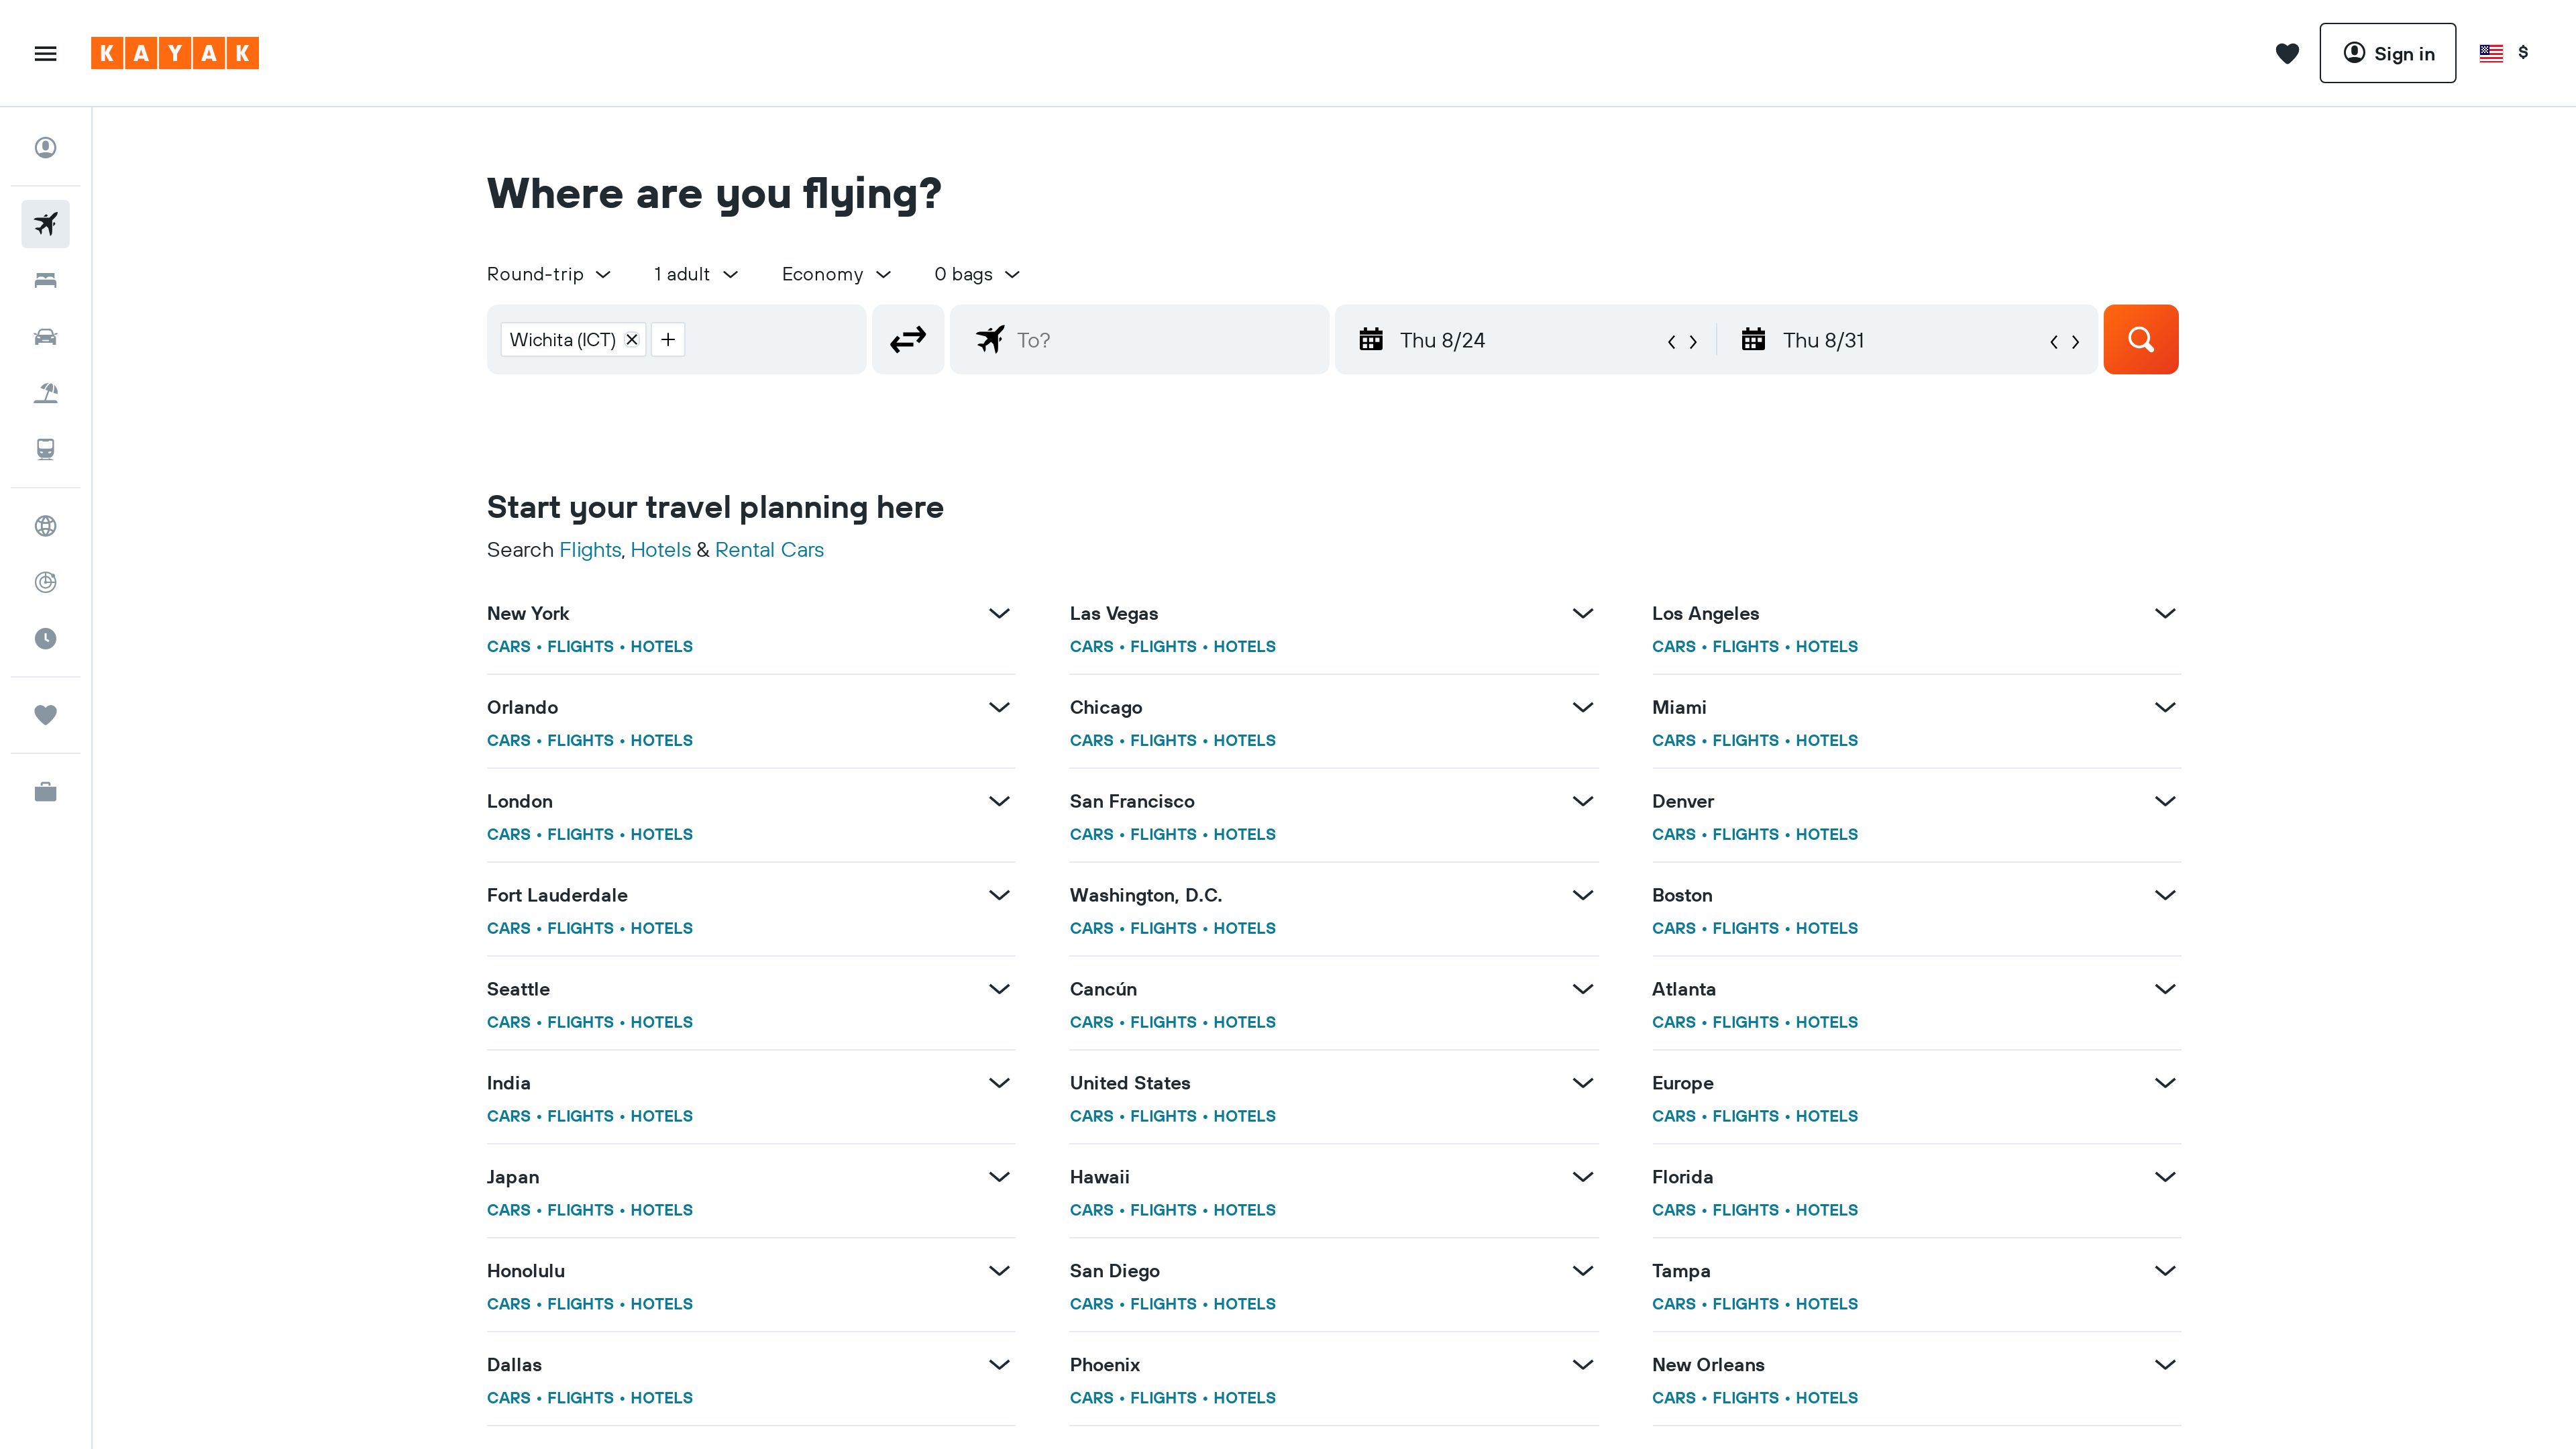 KAYAK
Sign in
$
Where are you flying?
Round-trip 1 adult Economy 0 bags
Wichita (ICT) To? Thu 8/24 Thu 8/31
Start your travel planning here
Search Flights, Hotels & Rental Cars
New York
CARS • FLIGHTS • HOTELS
Las Vegas
CARS • FLIGHTS • HOTELS
Los Angeles
CARS • FLIGHTS • HOTELS
Orlando
CARS • FLIGHTS • HOTELS
Chicago
CARS • FLIGHTS • HOTELS
Miami
CARS • FLIGHTS • HOTELS
London
CARS • FLIGHTS • HOTELS
San Francisco
CARS • FLIGHTS • HOTELS
Denver
CARS • FLIGHTS • HOTELS
Fort Lauderdale
CARS • FLIGHTS • HOTELS
Washington, D.C.
CARS • FLIGHTS • HOTELS
Boston
CARS • FLIGHTS • HOTELS
Seattle
CARS • FLIGHTS • HOTELS
Cancún
CARS • FLIGHTS • HOTELS
Atlanta
CARS • FLIGHTS • HOTELS
India
CARS • FLIGHTS • HOTELS
United States
CARS • FLIGHTS • HOTELS
Europe
CARS • FLIGHTS • HOTELS
Japan
CARS • FLIGHTS • HOTELS
Hawaii
CARS • FLIGHTS • HOTELS
Florida
CARS • FLIGHTS • HOTELS
Honolulu
CARS • FLIGHTS • HOTELS
San Diego
CARS • FLIGHTS • HOTELS
Tampa
CARS • FLIGHTS • HOTELS
Dallas
CARS • FLIGHTS • HOTELS
Phoenix
CARS • FLIGHTS • HOTELS
New Orleans
CARS • FLIGHTS • HOTELS